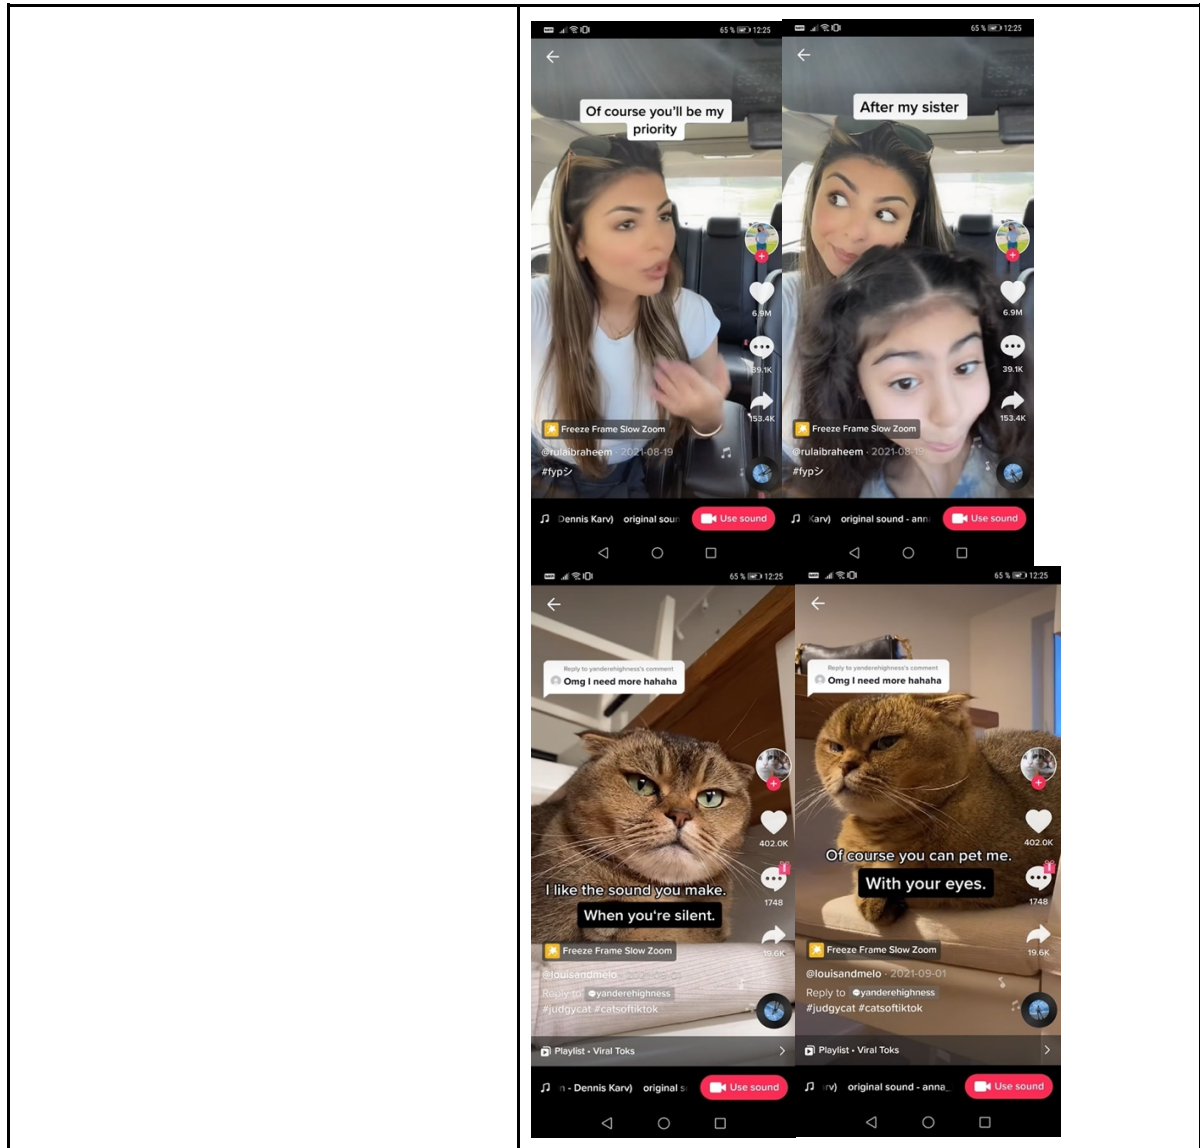 65 % 12:25
Of course you'll be my
priority
6.9M
39.1K
153.4K
Freeze Frame Slow Zoom
@rulaibraheem · 2021-08-19
#fypシ
Dennis Karv) original soun
Use sound
65 % 12:25
After my sister
6.9M
39.1K
153.4K
Freeze Frame Slow Zoom
@rulaibraheem · 2021-08-19
#fypシ
Karv) original sound - ann
Use sound
65 % 12:25
Reply to yanderehighness's comment
Omg I need more hahaha
402.0K
I like the sound you make.
When you're silent.
1748
19.6K
Freeze Frame Slow Zoom
@louisandmelo
Reply to yanderehighness
#judgycat #catsoftiktok
Playlist • Viral Toks
n - Dennis Karv) original s
Use sound
65 % 12:25
Reply to yanderehighness's comment
Omg I need more hahaha
402.0K
Of course you can pet me.
With your eyes.
1748
19.6K
Freeze Frame Slow Zoom
@louisandmelo · 2021-09-01
Reply to yanderehighness
#judgycat #catsoftiktok
Playlist • Viral Toks
rv) original sound - anna_
Use sound